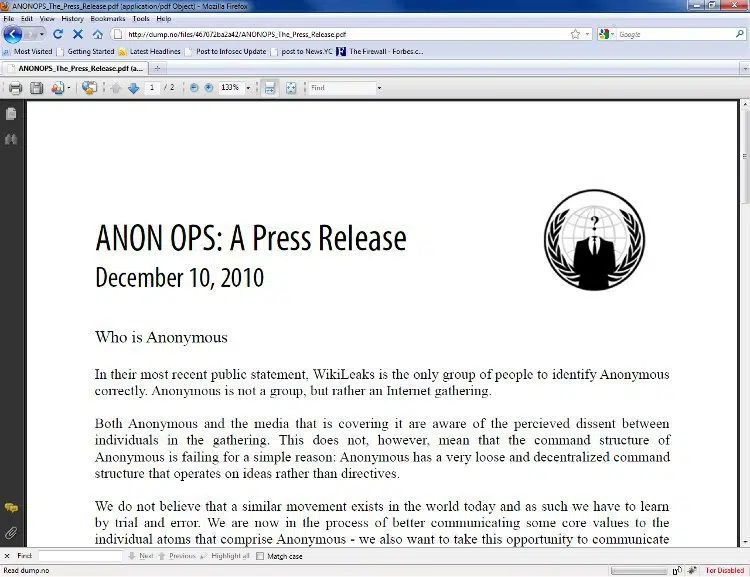 ANONOPS_The_Press_Release.pdf (application/pdf Object) - Mozilla Firefox
File Edit View History Bookmarks Tools Help
http://dump.no/files/467072ba2a42/ANONOPS_The_Press_Release.pdf
Google
Most Visited Getting Started Latest Headlines Post to Infosec Update post to News.YC The Firewall - Forbes.c...
ANONOPS_The_Press_Release.pdf (a...
1 / 2 133% Find
ANON OPS: A Press Release
December 10, 2010
?
Who is Anonymous
In their most recent public statement, WikiLeaks is the only group of people to identify Anonymous
correctly. Anonymous is not a group, but rather an Internet gathering.
Both Anonymous and the media that is covering it are aware of the percieved dissent between
individuals in the gathering. This does not, however, mean that the command structure of
Anonymous is failing for a simple reason: Anonymous has a very loose and decentralized command
structure that operates on ideas rather than directives.
We do not believe that a similar movement exists in the world today and as such we have to learn
by trial and error. We are now in the process of better communicating some core values to the
individual atoms that comprise Anonymous - we also want to take this opportunity to communicate
Find: Next Previous Highlight all Match case
Read dump.no
Tor Disabled